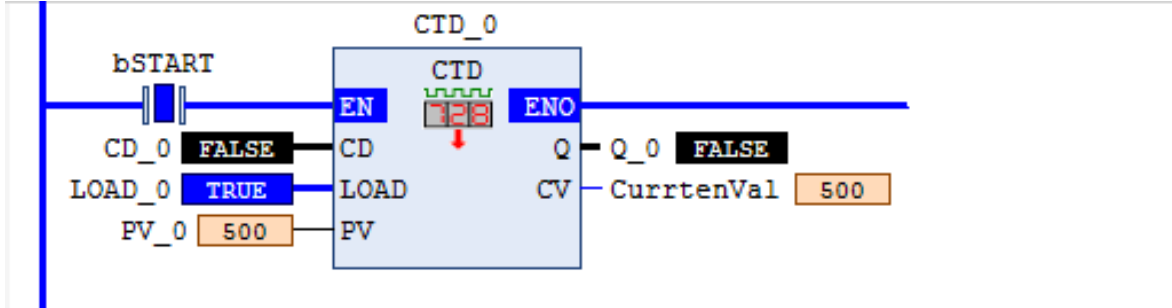 CTD_0
bSTART
CTD
728
EN ENO
CD_0 FALSE CD Q Q_0 FALSE
LOAD_0 TRUE LOAD CV CurrtenVal 500
PV_0 500 PV